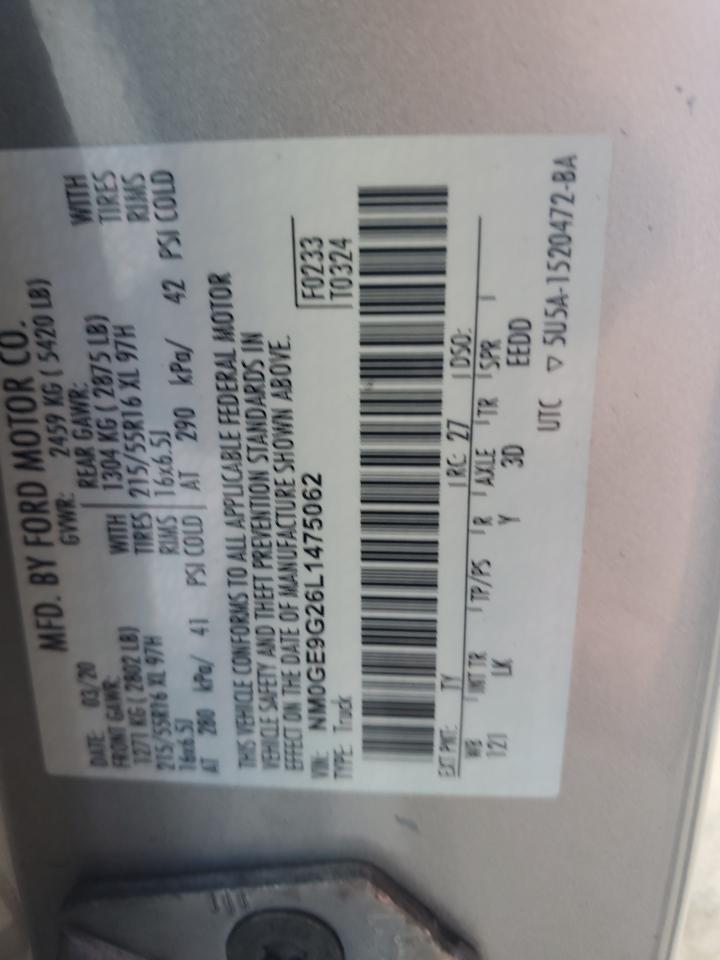 MFD. BY FORD MOTOR CO.
DATE: 03/20 GVWR: 2459 KG ( 5420 LB)
FRONT GAWR: REAR GAWR:
1271 KG ( 2802 LB) WITH 1304 KG ( 2875 LB) WITH
215/55R16 XL 97H TIRES 215/55R16 XL 97H TIRES
16x6.5J RIMS 16x6.5J RIMS
AT 280 kPa/ 41 PSI COLD AT 290 kPa/ 42 PSI COLD
THIS VEHICLE CONFORMS TO ALL APPLICABLE FEDERAL MOTOR
VEHICLE SAFETY AND THEFT PREVENTION STANDARDS IN
EFFECT ON THE DATE OF MANUFACTURE SHOWN ABOVE.
VIN: NM0GE9G26L1475062 F0233
TYPE: Truck T0324
EXT PNT: TY RC: 27 DSO:
WB INT TR TP/PS R AXLE TR SPR
121 LK Y 3D EEDD
UTC ▽ 5U5A-1520472-BA